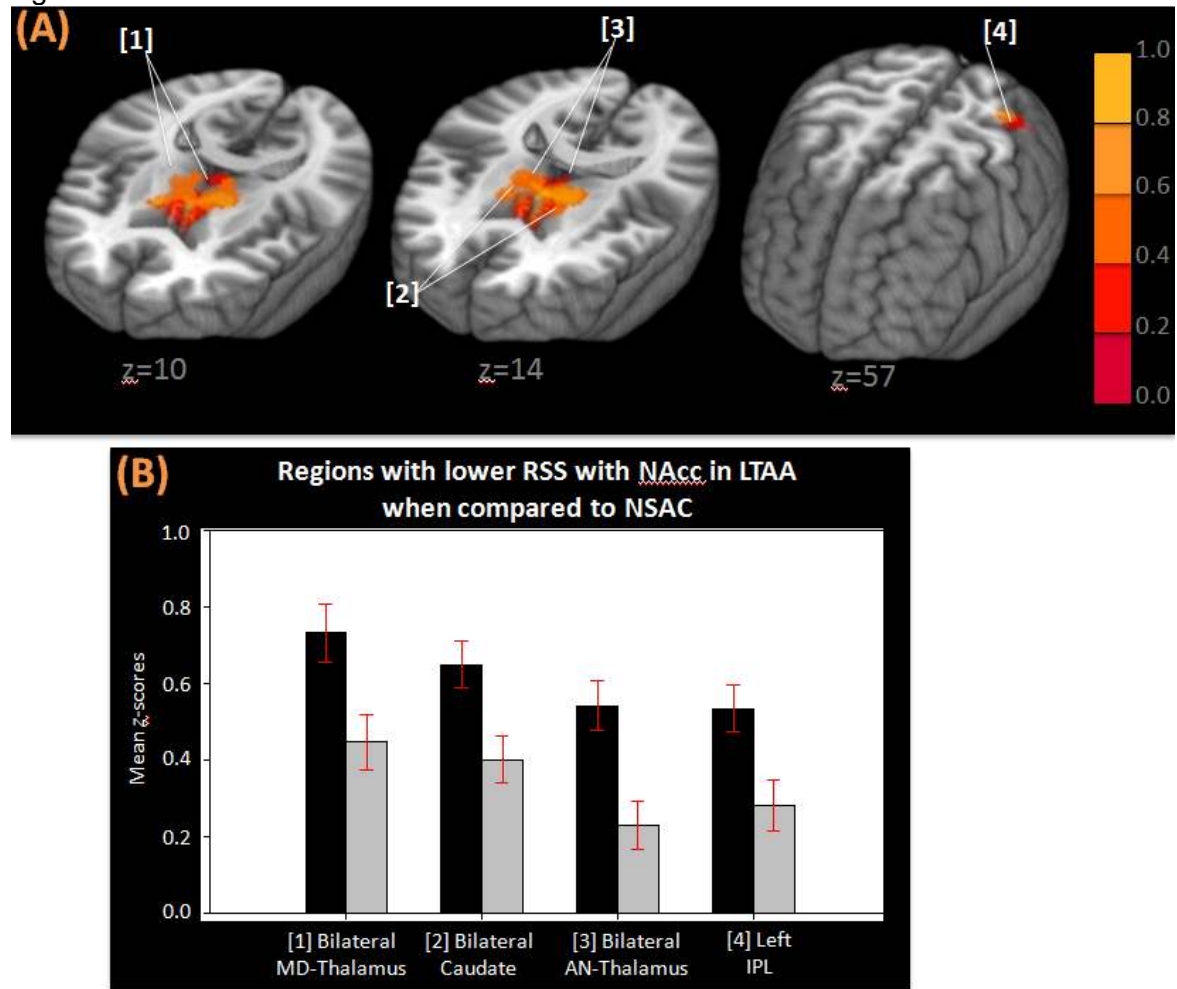 (A)
[1]
[3]
[4]
[2]
z=10
z=14
z=57
1.0
0.8
0.6
0.4
0.2
0.0
(B)
Regions with lower RSS with NAcc in LTAA
when compared to NSAC
Mean z-scores
1.0
0.8
0.6
0.4
0.2
0.0
[1] Bilateral
MD-Thalamus
[2] Bilateral
Caudate
[3] Bilateral
AN-Thalamus
[4] Left
IPL